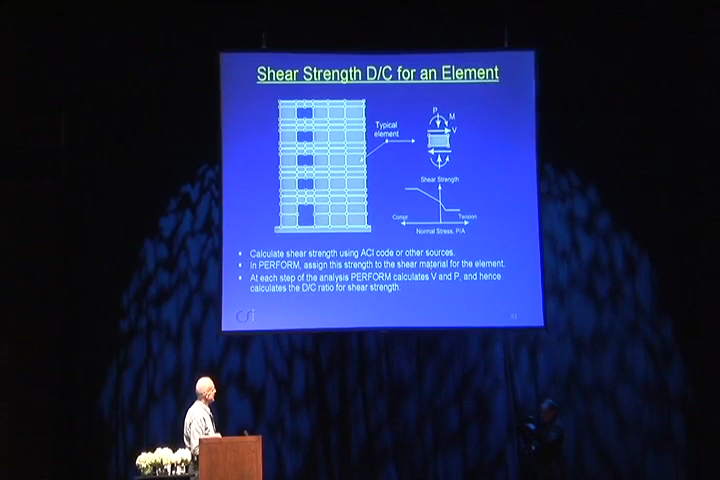 Shear Strength D/C for an Element
Typical
element
P
M
V
Shear Strength
Compr
Tension
Normal Stress, P/A
• Calculate shear strength using ACI code or other sources.
• In PERFORM, assign this strength to the shear material for the element.
• At each step of the analysis PERFORM calculates V and P, and hence
calculates the D/C ratio for shear strength.
CSi